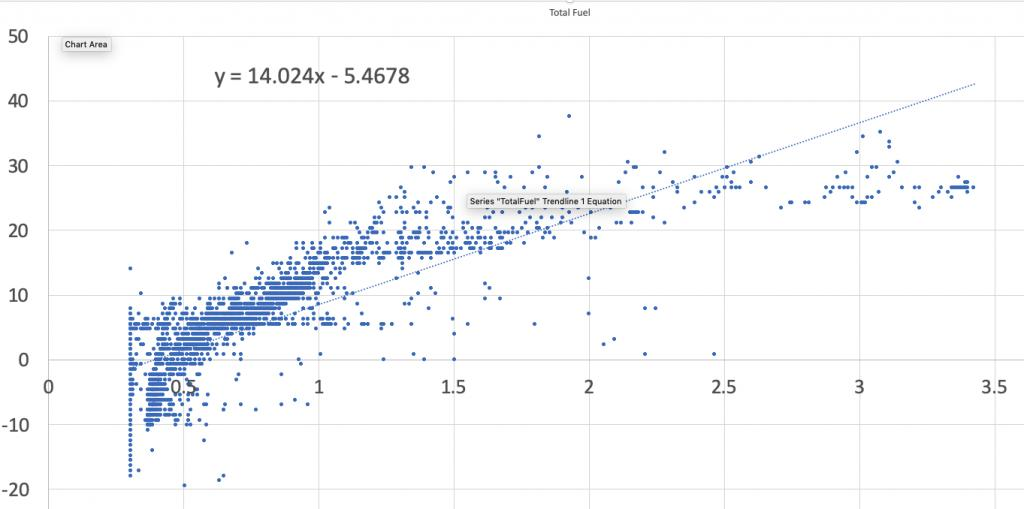 Total Fuel
50
Chart Area
y = 14.024x - 5.4678
40
30
Series "TotalFuel" Trendline 1 Equation
20
10
0
0 0.5 1 1.5 2 2.5 3 3.5
-10
-20